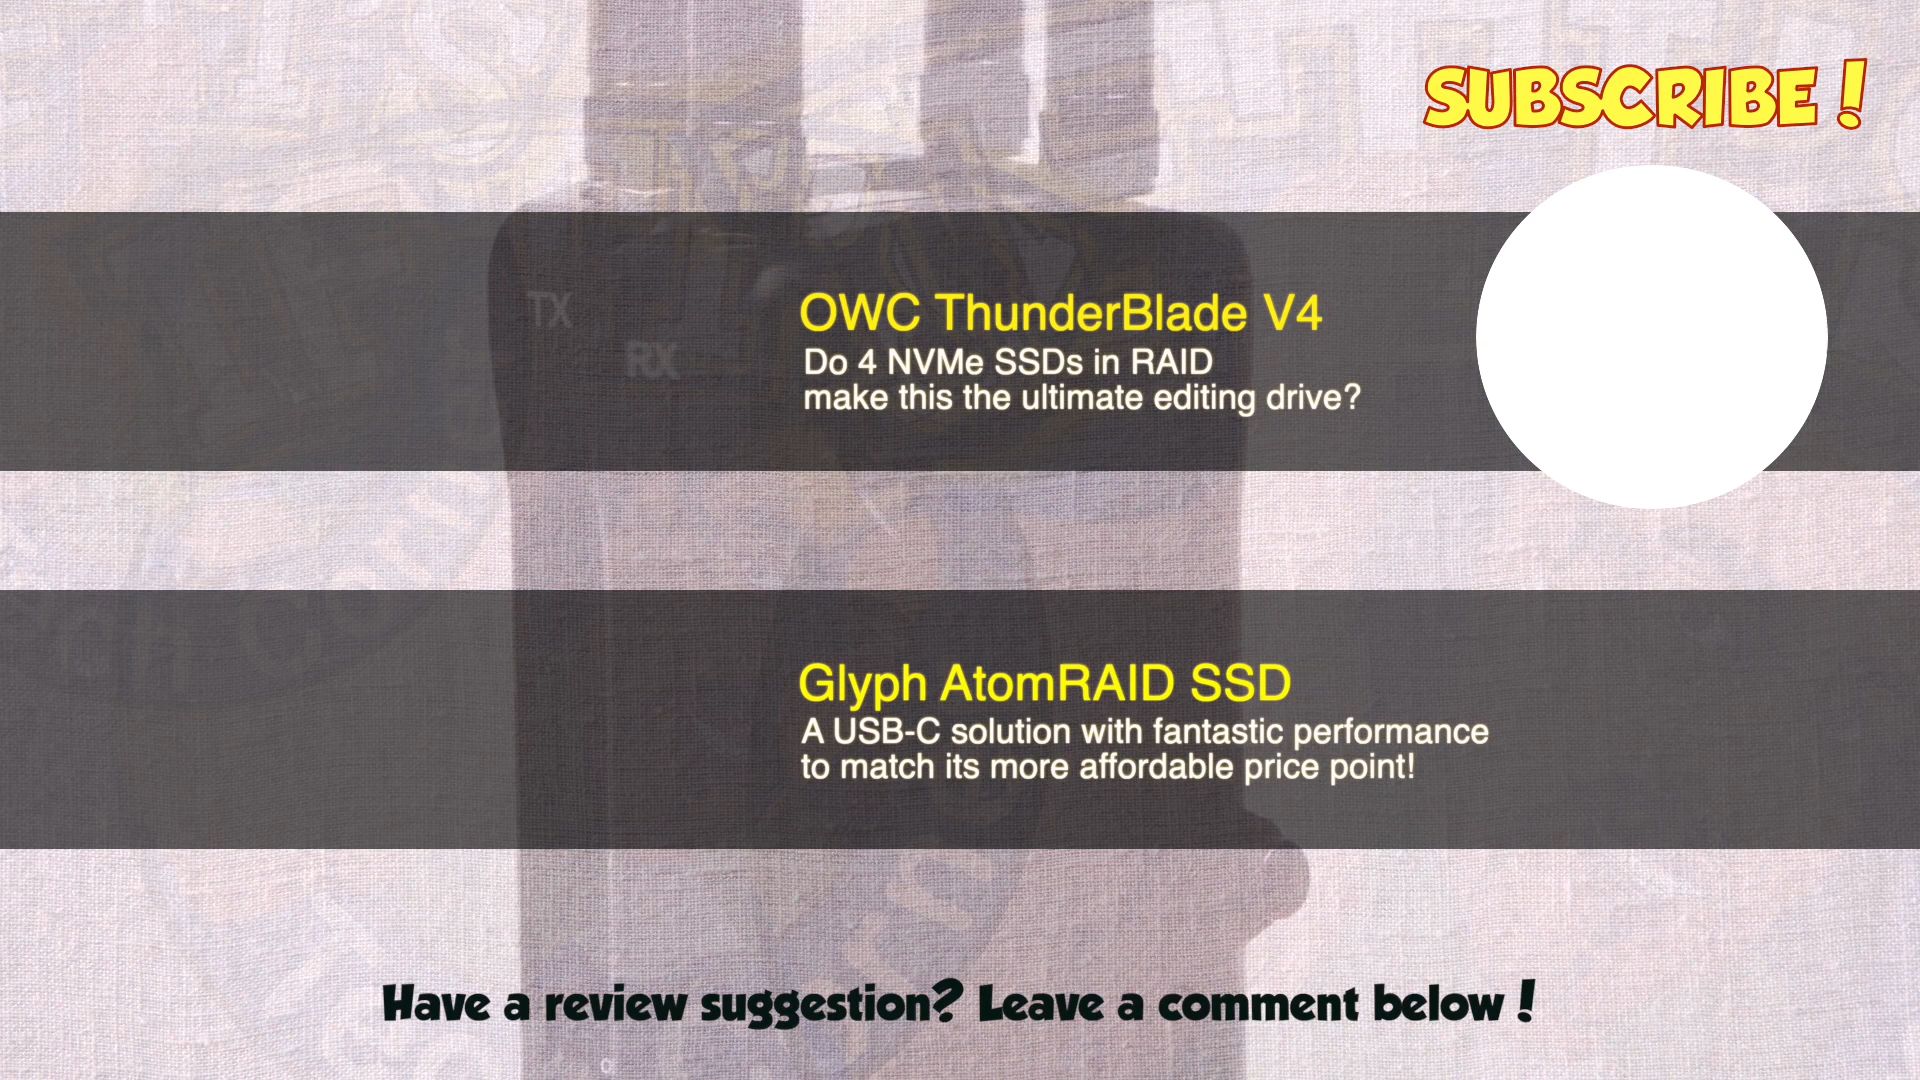 SUBSCRIBE!
TX
RX
OWC ThunderBlade V4
Do 4 NVMe SSDs in RAID
make this the ultimate editing drive?
Glyph AtomRAID SSD
A USB-C solution with fantastic performance
to match its more affordable price point!
Have a review suggestion? Leave a comment below!